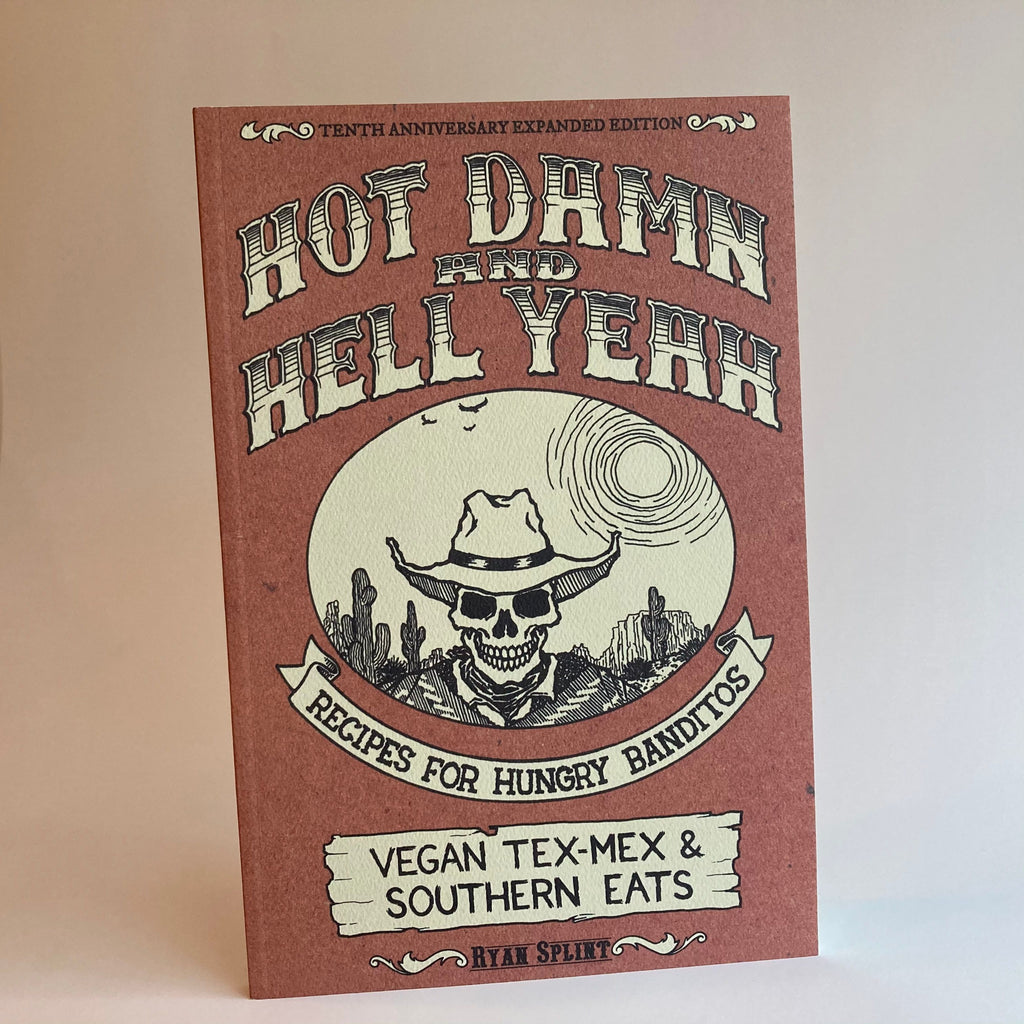 TENTH ANNIVERSARY EXPANDED EDITION
HOT DAMN
AND
HELL YEAH
RECIPES FOR HUNGRY BANDITOS
VEGAN TEX-MEX &
SOUTHERN EATS
RYAN SPLINT